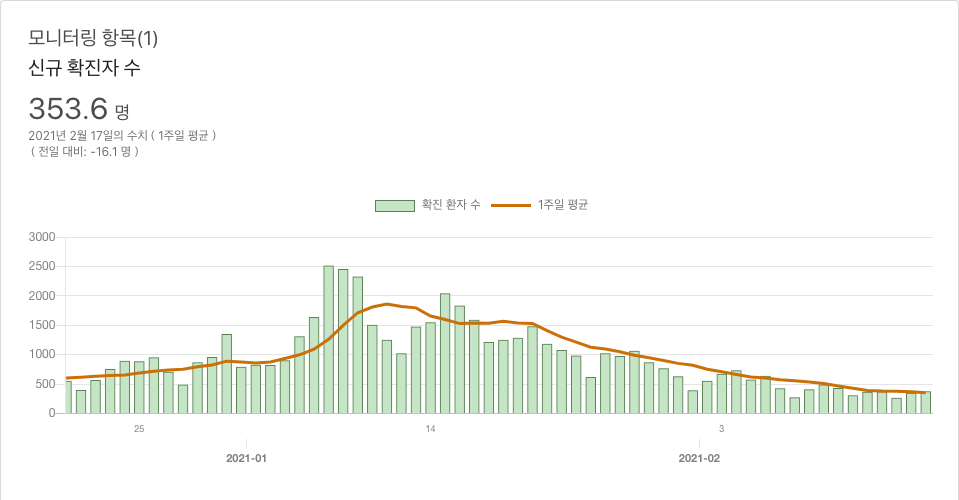 모니터링 항목(1)
신규 확진자 수
353.6 명
2021년 2월 17일의 수치 ( 1주일 평균 )
( 전일 대비: -16.1 명 )
확진 환자 수 1주일 평균
3000
2500
2000
1500
1000
500
0
25 14 3
2021-01 2021-02